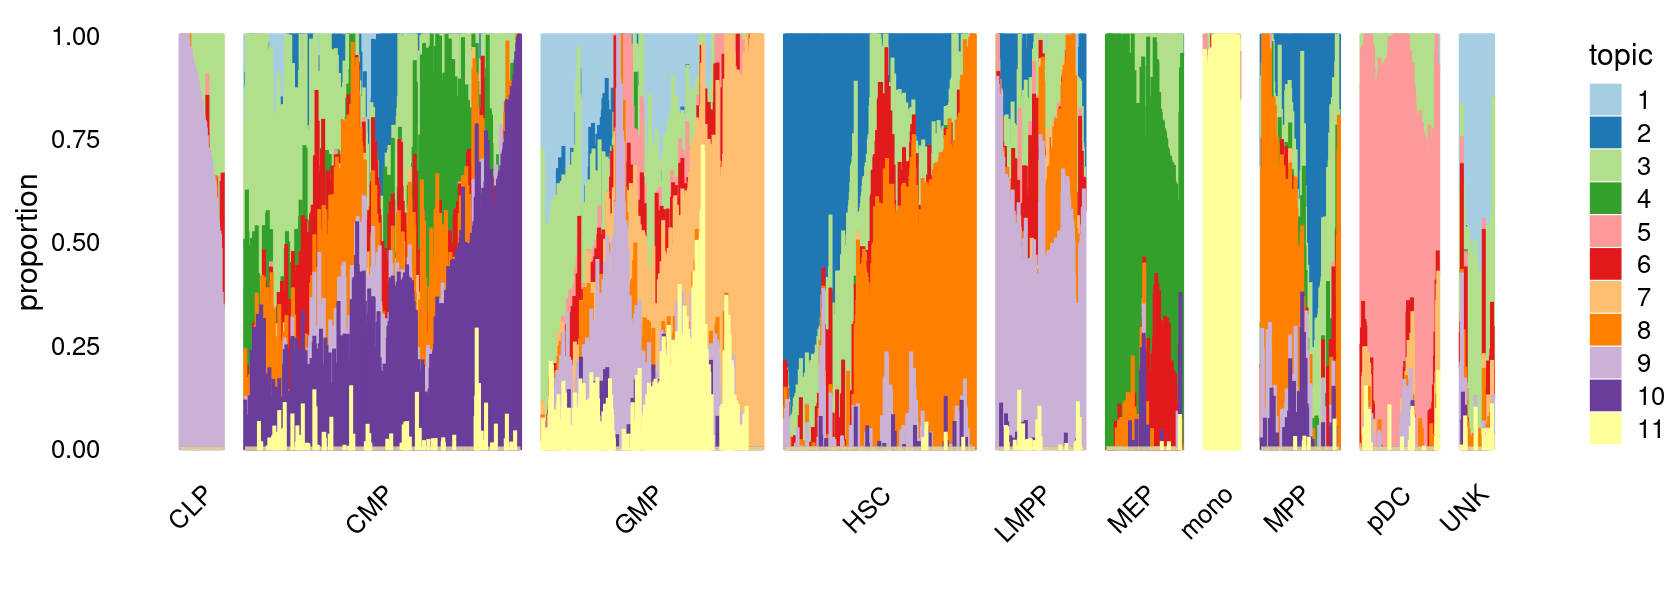 1.00
0.75
0.50
0.25
0.00
proportion
CLP
CMP
GMP
HSC
LMPP
MEP
mono
MPP
pDC
UNK
topic
1
2
3
4
5
6
7
8
9
10
11